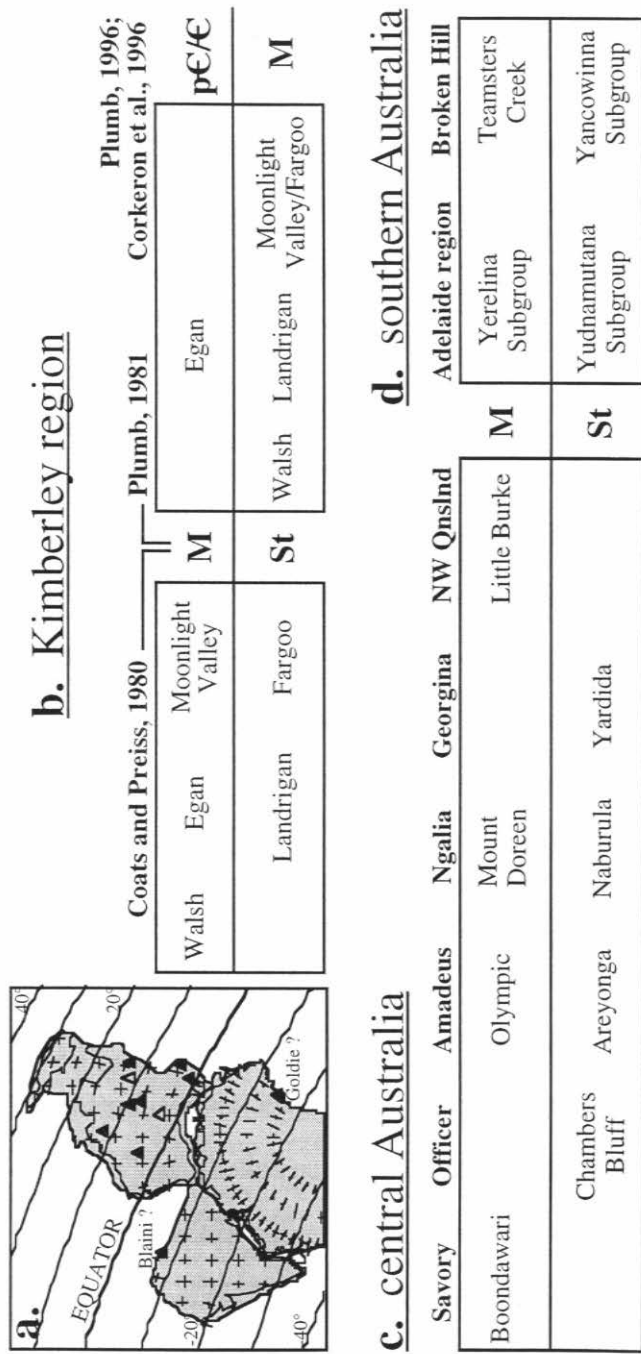 a.
40°
20°
EQUATOR
Blaini ?
Goldie ?
-20°
-40°
b. Kimberley region
Coats and Preiss, 1980
Plumb, 1981
Plumb, 1996;
Corkeron et al., 1996
Walsh Egan Moonlight
Valley
M
Egan
p€/€
Landrigan Fargoo
St
Walsh Landrigan Moonlight
Valley/Fargoo
M
c. central Australia
Savory Officer Amadeus Ngalia Georgina NW Qnslnd
Boondawari Olympic Mount
Doreen
Little Burke
M
Chambers
Bluff
Areyonga Naburula Yardida
St
d. southern Australia
Adelaide region Broken Hill
Yerelina
Subgroup
Teamsters
Creek
Yudnamutana
Subgroup
Yancowinna
Subgroup